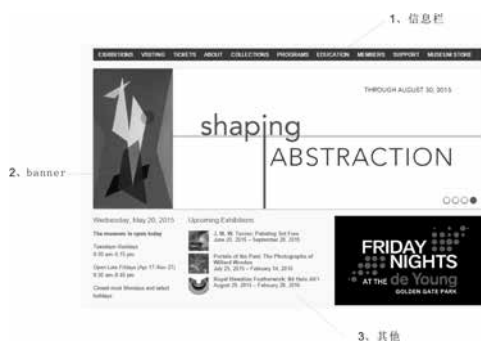 1、信息栏
EXHIBITIONS VISITING TICKETS ABOUT COLLECTIONS PROGRAMS EDUCATION MEMBERS SUPPORT MUSEUM STORE
THROUGH AUGUST 30, 2015
shaping
ABSTRACTION
2、banner
Wednesday, May 20, 2015
The museum is open today
Tuesdays-Sundays
9:30 am-5:15 pm
Open Late Fridays (Apr 17-Nov 27)
9:30 am-8:45 pm
Closed most Mondays and select
holidays
Upcoming Exhibitions
J. M. W. Turner: Painting Set Free
June 20, 2015 – September 20, 2015
Portals of the Past: The Photographs of
Willard Worden
July 25, 2015 – February 14, 2016
Royal Hawaiian Featherwork: Nā Hulu Ali'i
August 29, 2015 – February 28, 2016
FRIDAY
NIGHTS
AT THE de Young
GOLDEN GATE PARK
3、其他